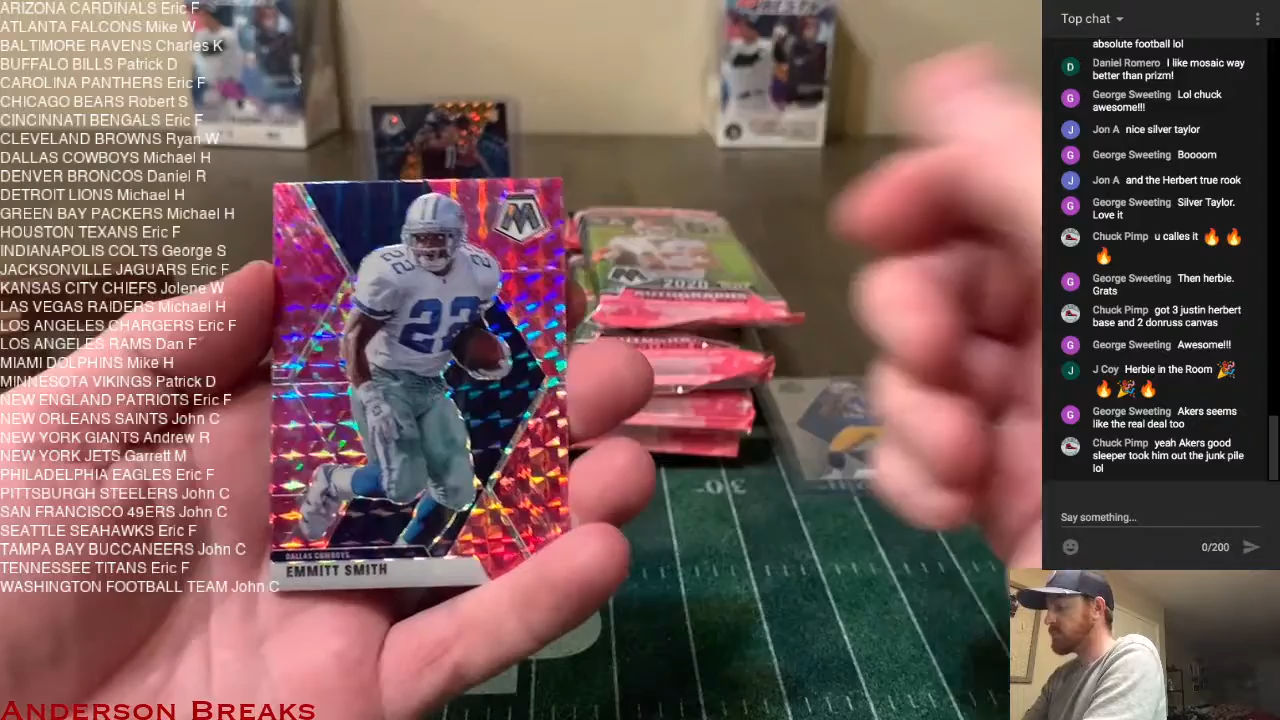 ARIZONA CARDINALS Eric F
ATLANTA FALCONS Mike W
BALTIMORE RAVENS Charles K
BUFFALO BILLS Patrick D
CAROLINA PANTHERS Eric F
CHICAGO BEARS Robert S
CINCINNATI BENGALS Eric F
CLEVELAND BROWNS Ryan W
DALLAS COWBOYS Michael H
DENVER BRONCOS Daniel R
DETROIT LIONS Michael H
GREEN BAY PACKERS Michael H
HOUSTON TEXANS Eric F
INDIANAPOLIS COLTS George S
JACKSONVILLE JAGUARS Eric F
KANSAS CITY CHIEFS Jolene W
LAS VEGAS RAIDERS Michael H
LOS ANGELES CHARGERS Eric F
LOS ANGELES RAMS Dan F
MIAMI DOLPHINS Mike H
MINNESOTA VIKINGS Patrick D
NEW ENGLAND PATRIOTS Eric F
NEW ORLEANS SAINTS John C
NEW YORK GIANTS Andrew R
NEW YORK JETS Garrett M
PHILADELPHIA EAGLES Eric F
PITTSBURGH STEELERS John C
SAN FRANCISCO 49ERS John C
SEATTLE SEAHAWKS Eric F
TAMPA BAY BUCCANEERS John C
TENNESSEE TITANS Eric F
WASHINGTON FOOTBALL TEAM John C
ANDERSON BREAKS
M
22
22
DALLAS COWBOYS
EMMITT SMITH
2020
AUTOGRAPHS
Top chat
absolute football lol
Daniel Romero I like mosaic way
better than prizm!
George Sweeting Lol chuck
awesome!!!
Jon A nice silver taylor
George Sweeting Boooom
Jon A and the Herbert true rook
George Sweeting Silver Taylor.
Love it
Chuck Pimp u calles it 🔥 🔥
🔥
George Sweeting Then herbie.
Grats
Chuck Pimp got 3 justin herbert
base and 2 donruss canvas
George Sweeting Awesome!!!
J Coy Herbie in the Room 🎉
🔥 🎉 🔥
George Sweeting Akers seems
like the real deal too
Chuck Pimp yeah Akers good
sleeper took him out the junk pile
lol
Say something...
0/200